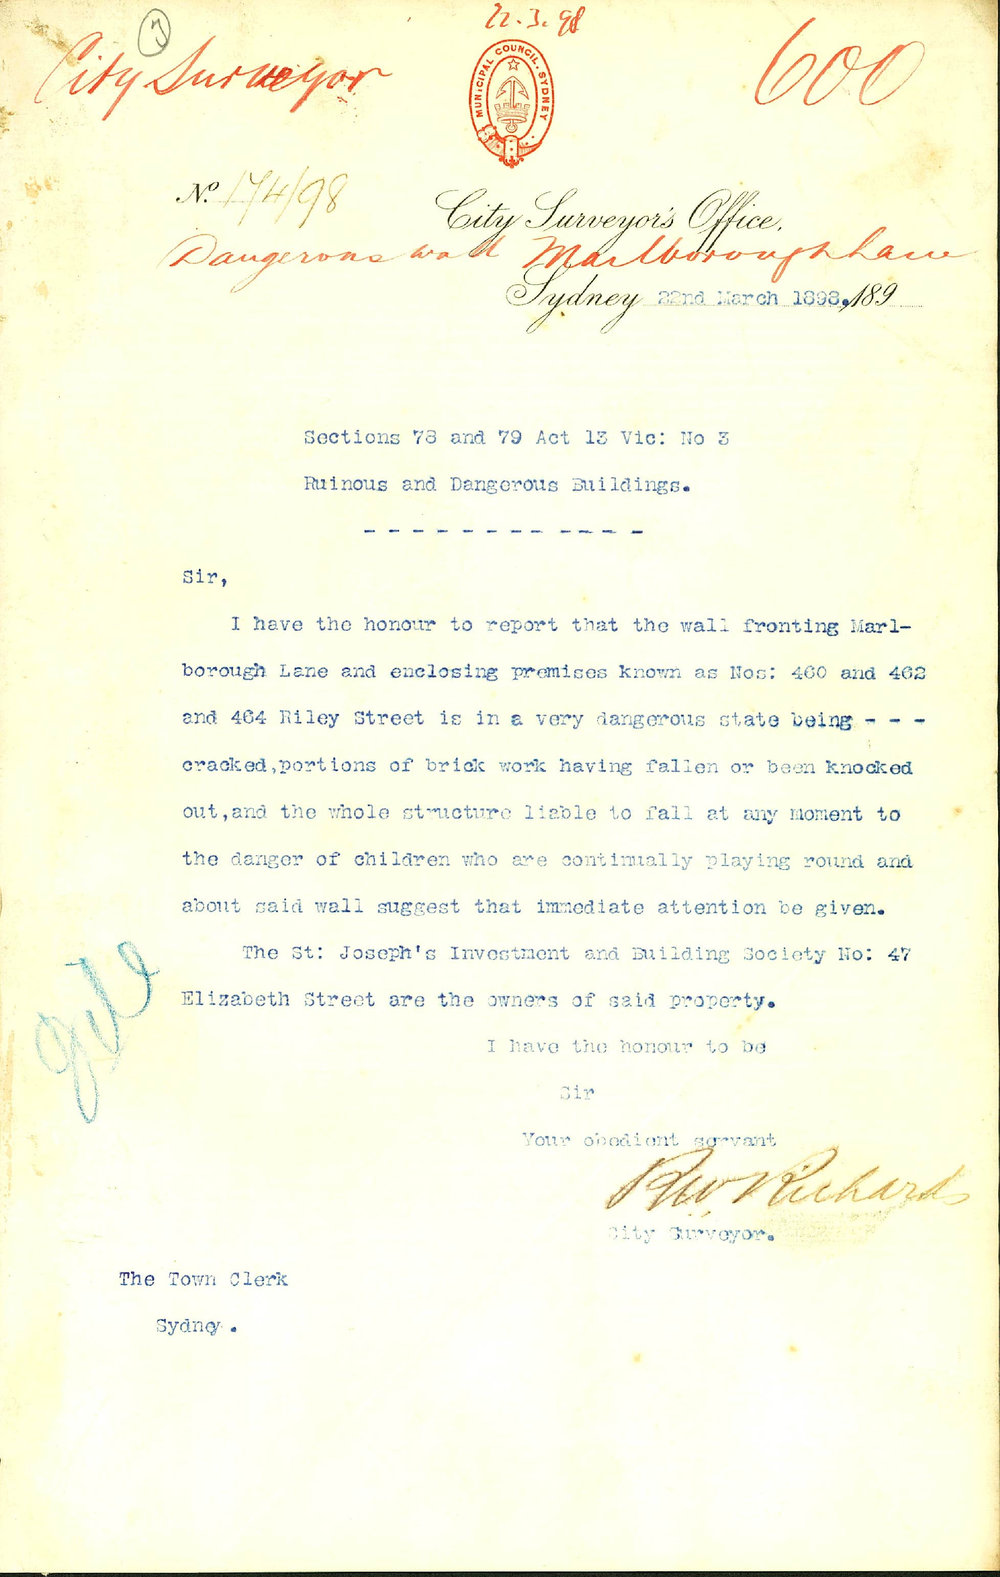 7
22.3.98
City Surveyor
600
MUNICIPAL COUNCIL. SYDNEY
No. 174/98
City Surveyor's Office,
Dangerous wall Marlborough Lane
Sydney 22nd March 1898.,189
Sections 78 and 79 Act 13 Vic: No 3
Ruinous and Dangerous Buildings.
- - - - - - - - - - - -
Sir,
I have the honour to report that the wall fronting Marl-
borough Lane and enclosing premises known as Nos: 460 and 462
and 464 Riley Street is in a very dangerous state being - - -
cracked,portions of brick work having fallen or been knocked
out,and the whole structure liable to fall at any moment to
the danger of children who are continually playing round and
about said wall suggest that immediate attention be given.
The St: Joseph's Investment and Building Society No: 47
Elizabeth Street are the owners of said property.
I have the honour to be
Sir
Your obedient servant
RW Richards
City Surveyor.
The Town Clerk
Sydney.